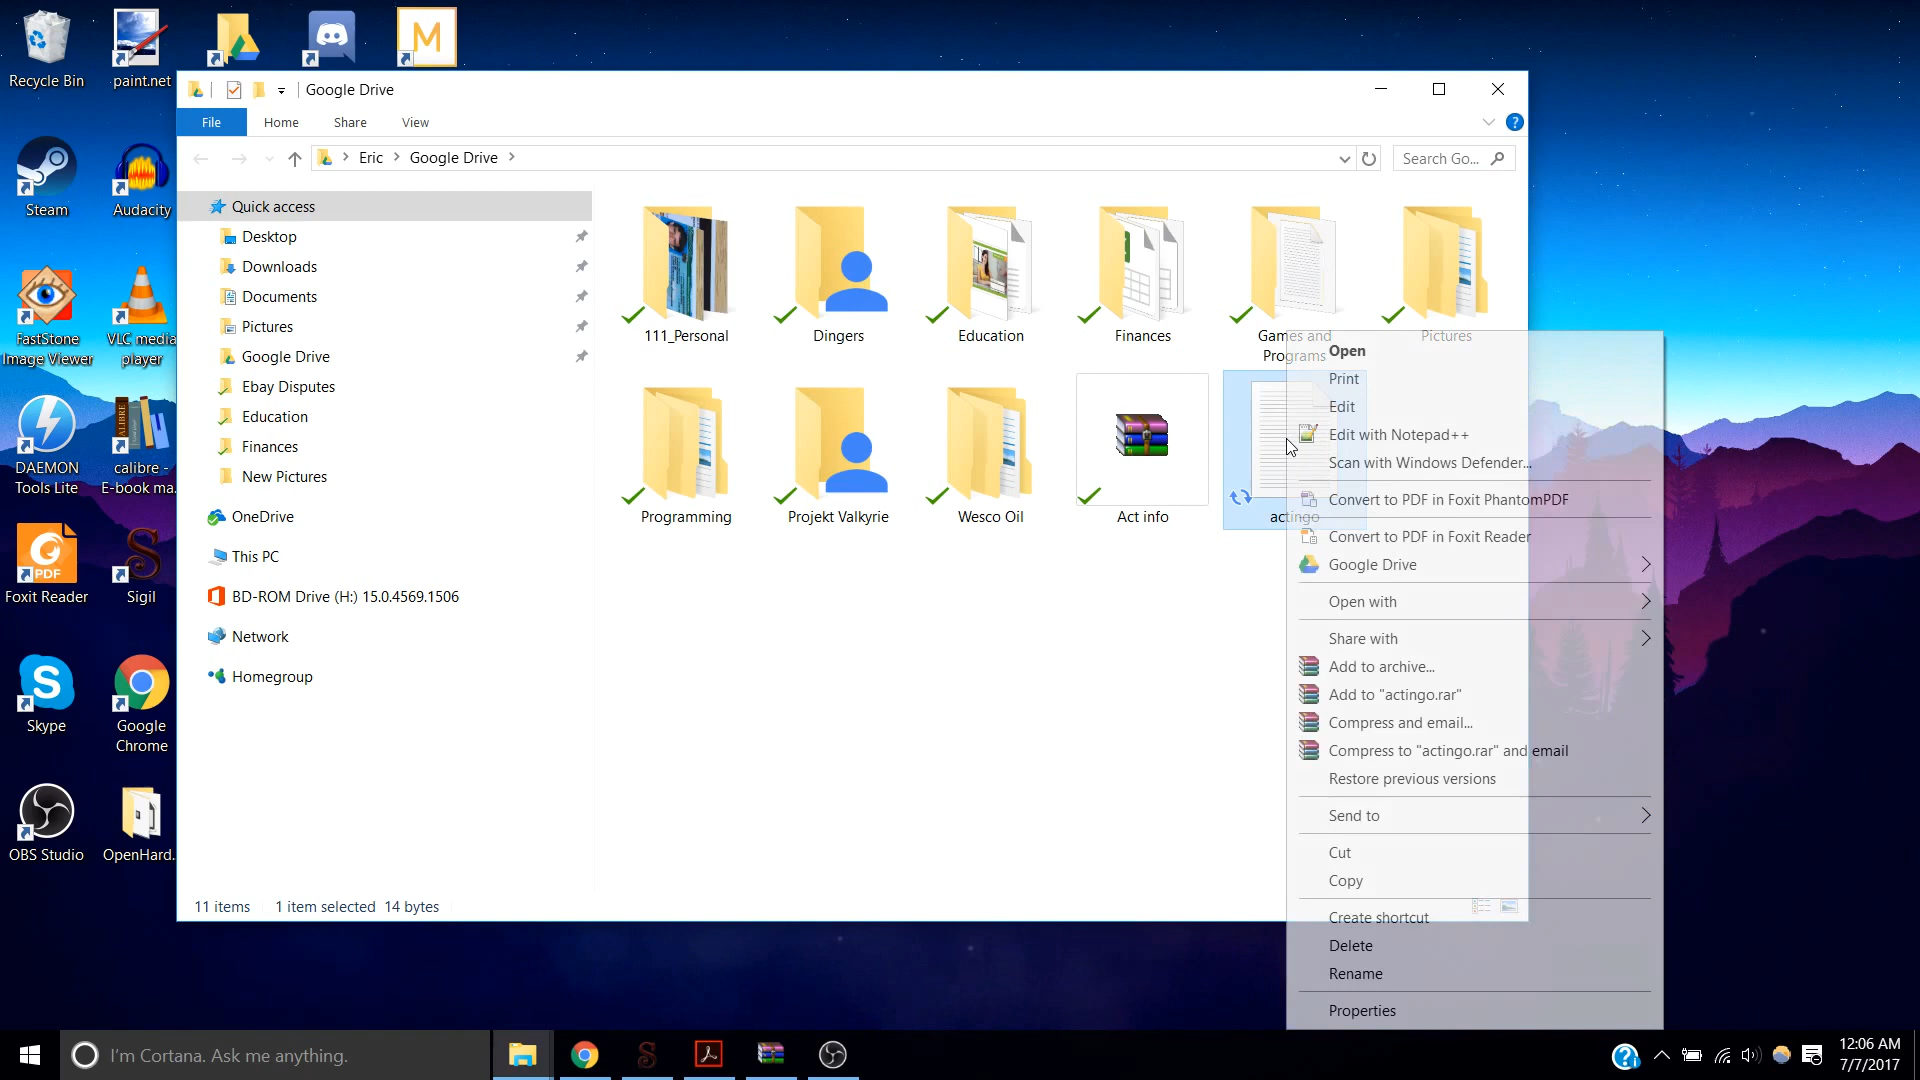 Recycle Bin
paint.net
M
Google Drive
File Home Share View
?
Eric Google Drive
Search Go...
Steam
Audacity
FastStone
Image Viewer
VLC media
player
DAEMON
Tools Lite
calibre -
E-book ma...
PDF
Foxit Reader
Sigil
Skype
Google
Chrome
OBS Studio
OpenHard...
Quick access
Desktop
Downloads
Documents
Pictures
Google Drive
Ebay Disputes
Education
Finances
New Pictures
OneDrive
This PC
BD-ROM Drive (H:) 15.0.4569.1506
Network
Homegroup
111_Personal
Dingers
Education
Finances
Games and
Programs
Pictures
Programming
Projekt Valkyrie
Wesco Oil
Act info
actingo
Open
Print
Edit
Edit with Notepad++
Scan with Windows Defender...
Convert to PDF in Foxit PhantomPDF
Convert to PDF in Foxit Reader
Google Drive
Open with
Share with
Add to archive...
Add to "actingo.rar"
Compress and email...
Compress to "actingo.rar" and email
Restore previous versions
Send to
Cut
Copy
Create shortcut
Delete
Rename
Properties
11 items 1 item selected 14 bytes
I'm Cortana. Ask me anything.
12:06 AM
7/7/2017